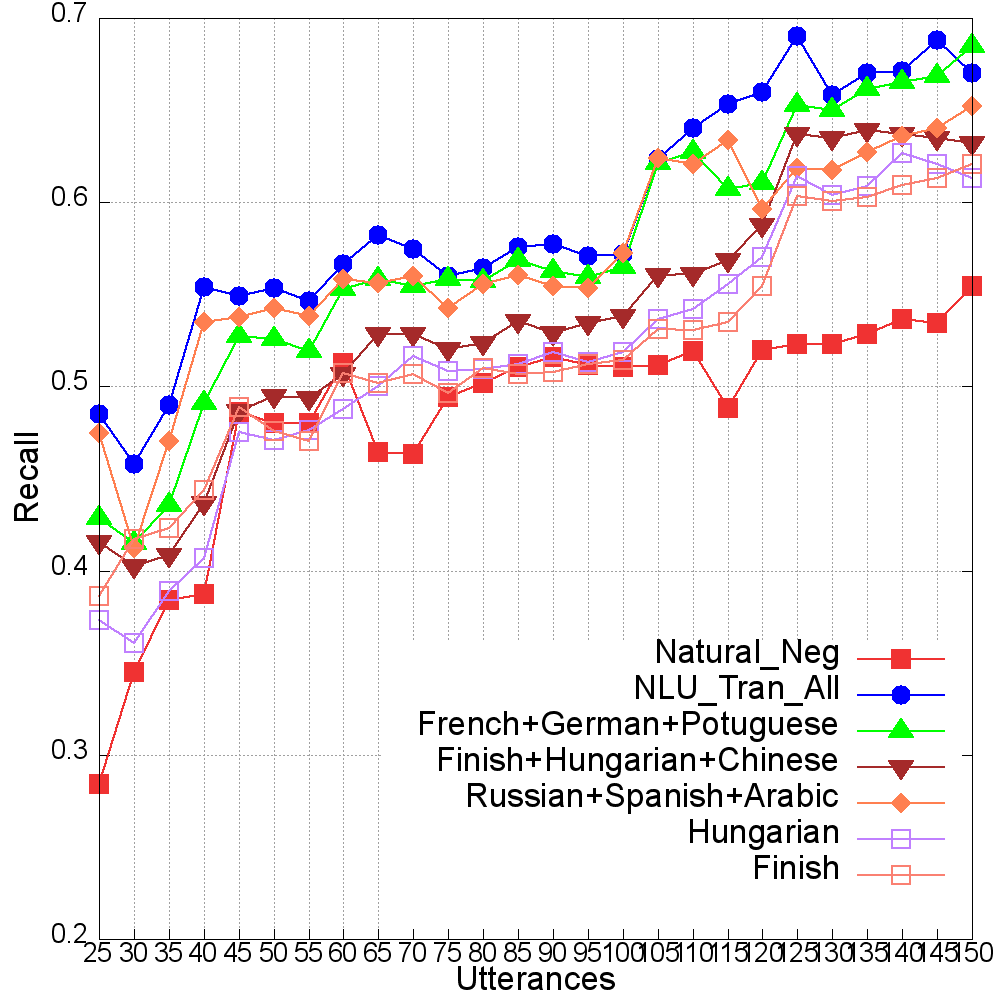 0.7
0.6
0.5
0.4
0.3
0.2
Recall
25 30 35 40 45 50 55 60 65 70 75 80 85 90 95 100 105 110 115 120 125 130 135 140 145 150
Utterances
Natural_Neg
NLU_Tran_All
French+German+Potuguese
Finish+Hungarian+Chinese
Russian+Spanish+Arabic
Hungarian
Finish